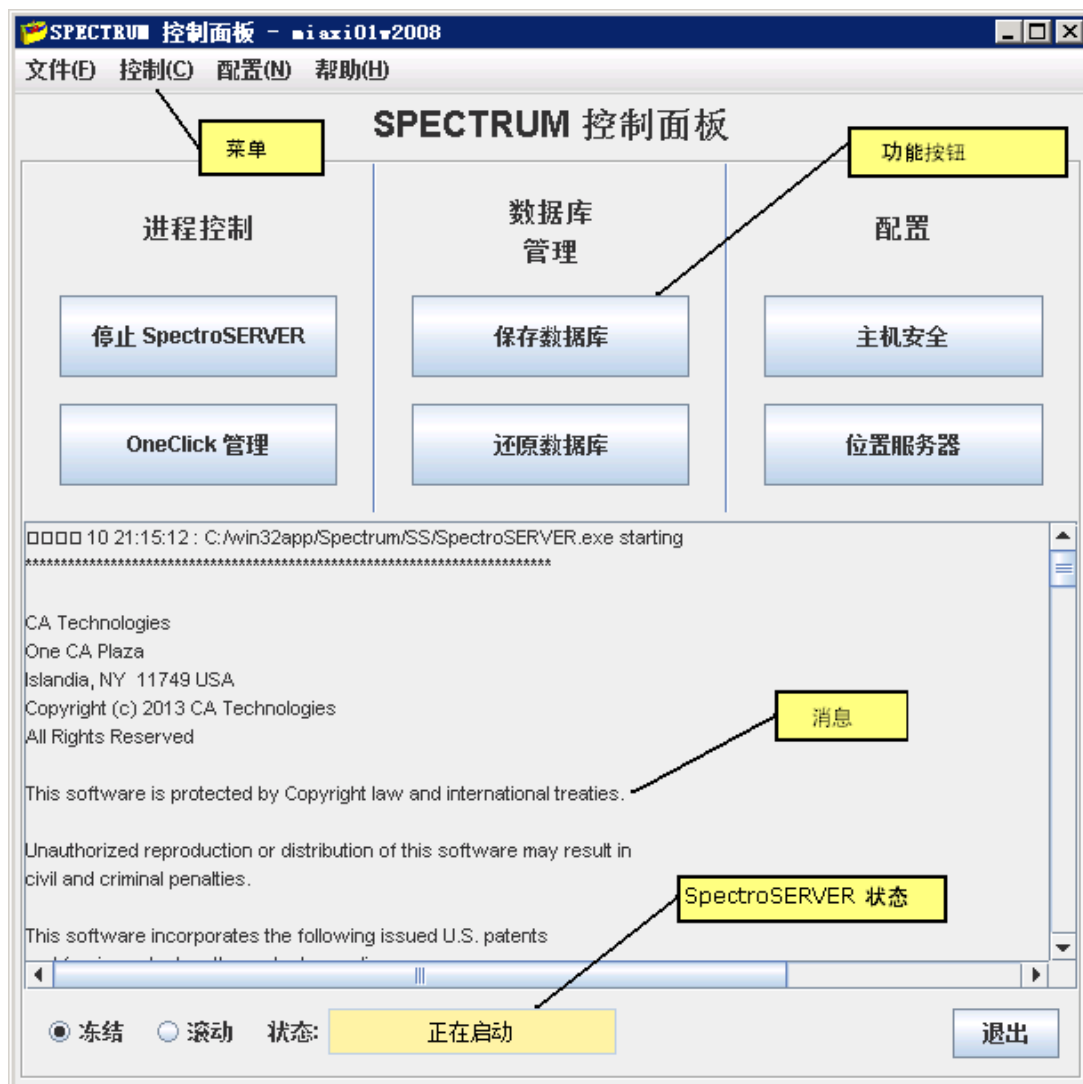 SPECTRUM 控制面板 - miaxi01w2008
文件(F) 控制(C) 配置(N) 帮助(H)
SPECTRUM 控制面板
菜单
功能按钮
进程控制
数据库
管理
配置
停止 SpectroSERVER
保存数据库
主机安全
OneClick 管理
还原数据库
位置服务器
10 21:15:12 : C:/win32app/Spectrum/SS/SpectroSERVER.exe starting
******************************************************************************
CA Technologies
One CA Plaza
Islandia, NY 11749 USA
Copyright (c) 2013 CA Technologies
All Rights Reserved
消息
This software is protected by Copyright law and international treaties.
Unauthorized reproduction or distribution of this software may result in
civil and criminal penalties.
SpectroSERVER 状态
This software incorporates the following issued U.S. patents
冻结 滚动 状态: 正在启动 退出